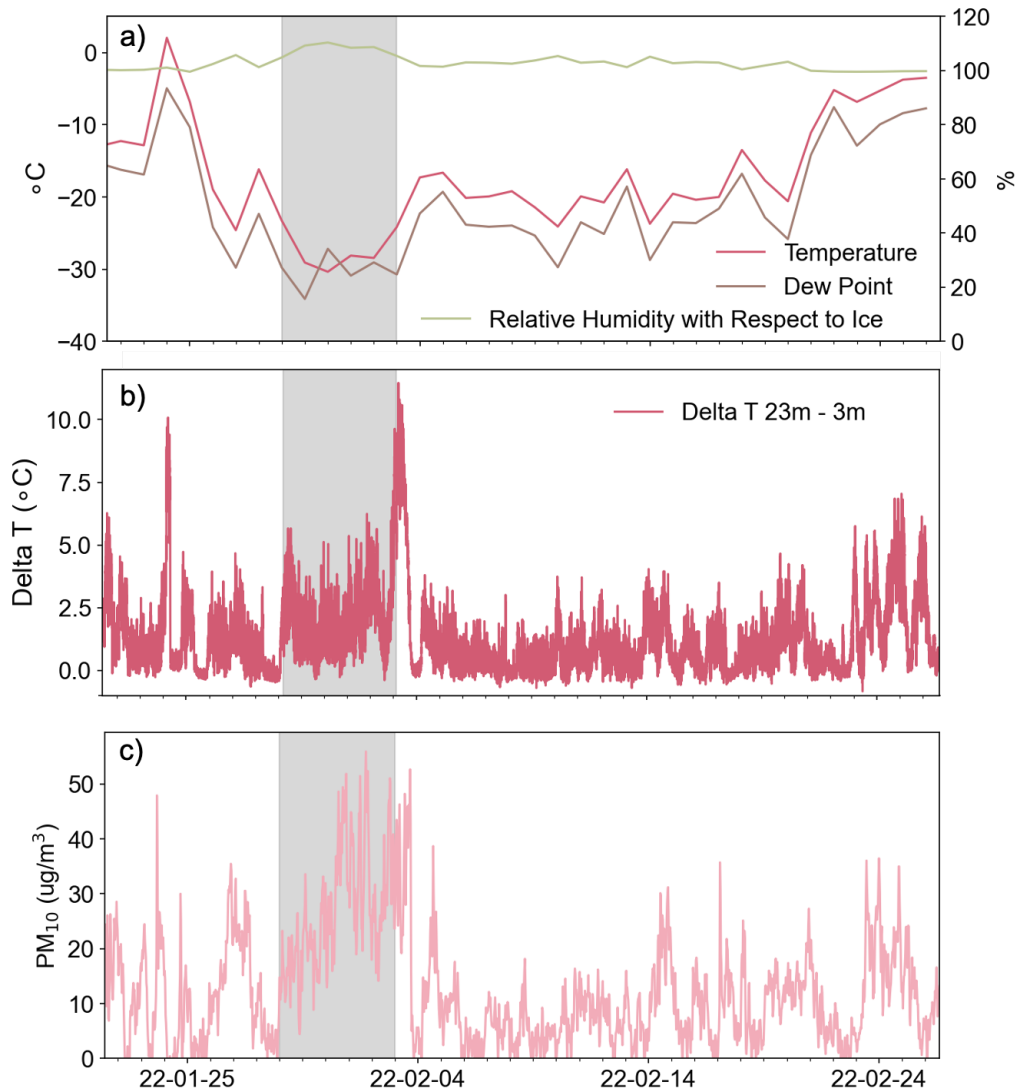 a)
0
−10
−20
−30
−40
∘C
120
100
80
60
40
20
0
%
Temperature
Dew Point
Relative Humidity with Respect to Ice
b)
10.0
7.5
5.0
2.5
0.0
Delta T (∘C)
Delta T 23m - 3m
c)
50
40
30
20
10
0
PM₁₀ (ug/m³)
22-01-25
22-02-04
22-02-14
22-02-24